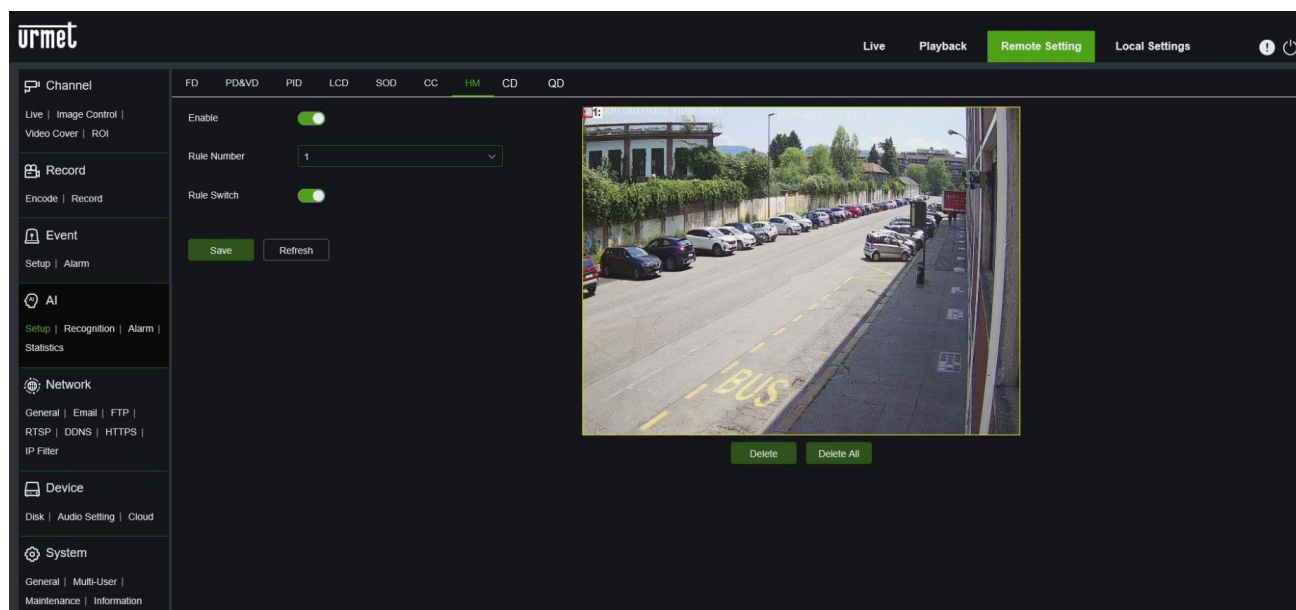 urmet
Live Playback Remote Setting Local Settings
Channel
Live | Image Control |
Video Cover | ROI
Record
Encode | Record
Event
Setup | Alarm
AI
Setup | Recognition | Alarm |
Statistics
Network
General | Email | FTP |
RTSP | DDNS | HTTPS |
IP Filter
Device
Disk | Audio Setting | Cloud
System
General | Multi-User |
Maintenance | Information
FD PD&VD PID LCD SOD CC HM CD QD
Enable
Rule Number 1
Rule Switch
Save Refresh
1:
BUS
Delete Delete All